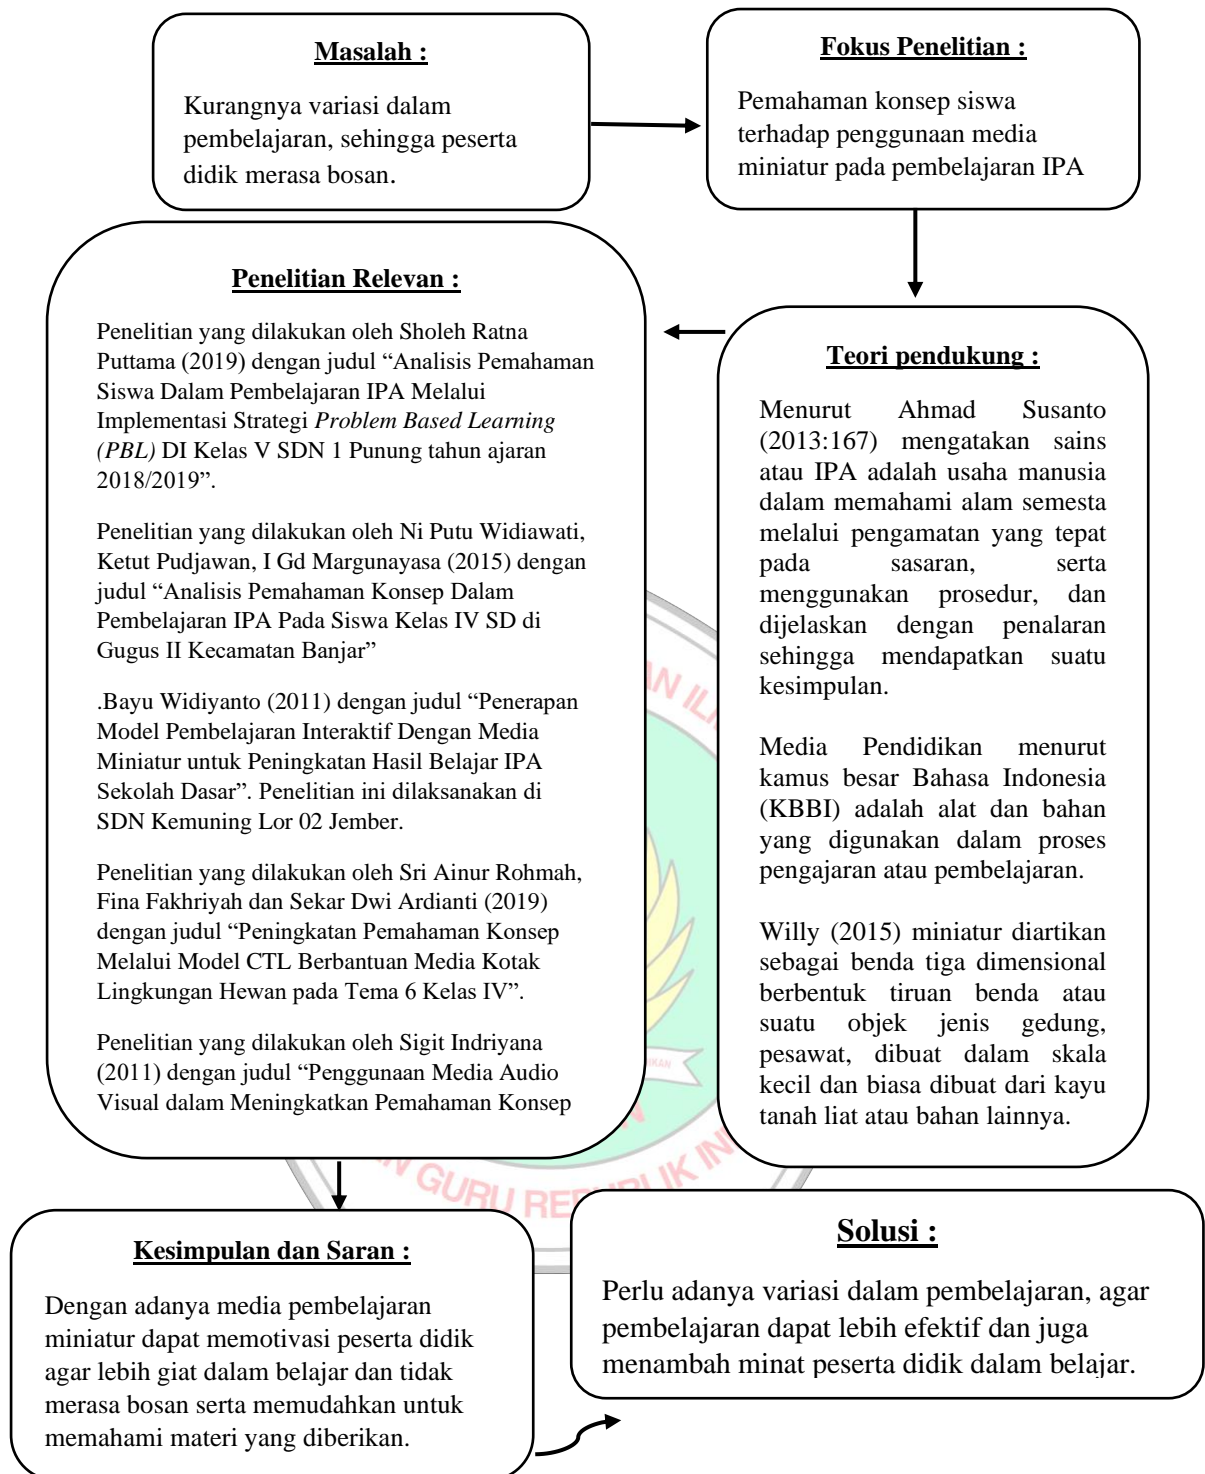 Masalah :
Kurangnya variasi dalam
pembelajaran, sehingga peserta
didik merasa bosan.
Fokus Penelitian :
Pemahaman konsep siswa
terhadap penggunaan media
miniatur pada pembelajaran IPA
Teori pendukung :
Menurut Ahmad Susanto
(2013:167) mengatakan sains
atau IPA adalah usaha manusia
dalam memahami alam semesta
melalui pengamatan yang tepat
pada sasaran, serta
menggunakan prosedur, dan
dijelaskan dengan penalaran
sehingga mendapatkan suatu
kesimpulan.
Media Pendidikan menurut
kamus besar Bahasa Indonesia
(KBBI) adalah alat dan bahan
yang digunakan dalam proses
pengajaran atau pembelajaran.
Willy (2015) miniatur diartikan
sebagai benda tiga dimensional
berbentuk tiruan benda atau
suatu objek jenis gedung,
pesawat, dibuat dalam skala
kecil dan biasa dibuat dari kayu
tanah liat atau bahan lainnya.
Penelitian Relevan :
Penelitian yang dilakukan oleh Sholeh Ratna
Puttama (2019) dengan judul “Analisis Pemahaman
Siswa Dalam Pembelajaran IPA Melalui
Implementasi Strategi Problem Based Learning
(PBL) DI Kelas V SDN 1 Punung tahun ajaran
2018/2019”.
Penelitian yang dilakukan oleh Ni Putu Widiawati,
Ketut Pudjawan, I Gd Margunayasa (2015) dengan
judul “Analisis Pemahaman Konsep Dalam
Pembelajaran IPA Pada Siswa Kelas IV SD di
Gugus II Kecamatan Banjar”
.Bayu Widiyanto (2011) dengan judul “Penerapan
Model Pembelajaran Interaktif Dengan Media
Miniatur untuk Peningkatan Hasil Belajar IPA
Sekolah Dasar”. Penelitian ini dilaksanakan di
SDN Kemuning Lor 02 Jember.
Penelitian yang dilakukan oleh Sri Ainur Rohmah,
Fina Fakhriyah dan Sekar Dwi Ardianti (2019)
dengan judul “Peningkatan Pemahaman Konsep
Melalui Model CTL Berbantuan Media Kotak
Lingkungan Hewan pada Tema 6 Kelas IV”.
Penelitian yang dilakukan oleh Sigit Indriyana
(2011) dengan judul “Penggunaan Media Audio
Visual dalam Meningkatkan Pemahaman Konsep
GURU
Kesimpulan dan Saran :
Dengan adanya media pembelajaran
miniatur dapat memotivasi peserta didik
agar lebih giat dalam belajar dan tidak
merasa bosan serta memudahkan untuk
memahami materi yang diberikan.
Solusi :
Perlu adanya variasi dalam pembelajaran, agar
pembelajaran dapat lebih efektif dan juga
menambah minat peserta didik dalam belajar.